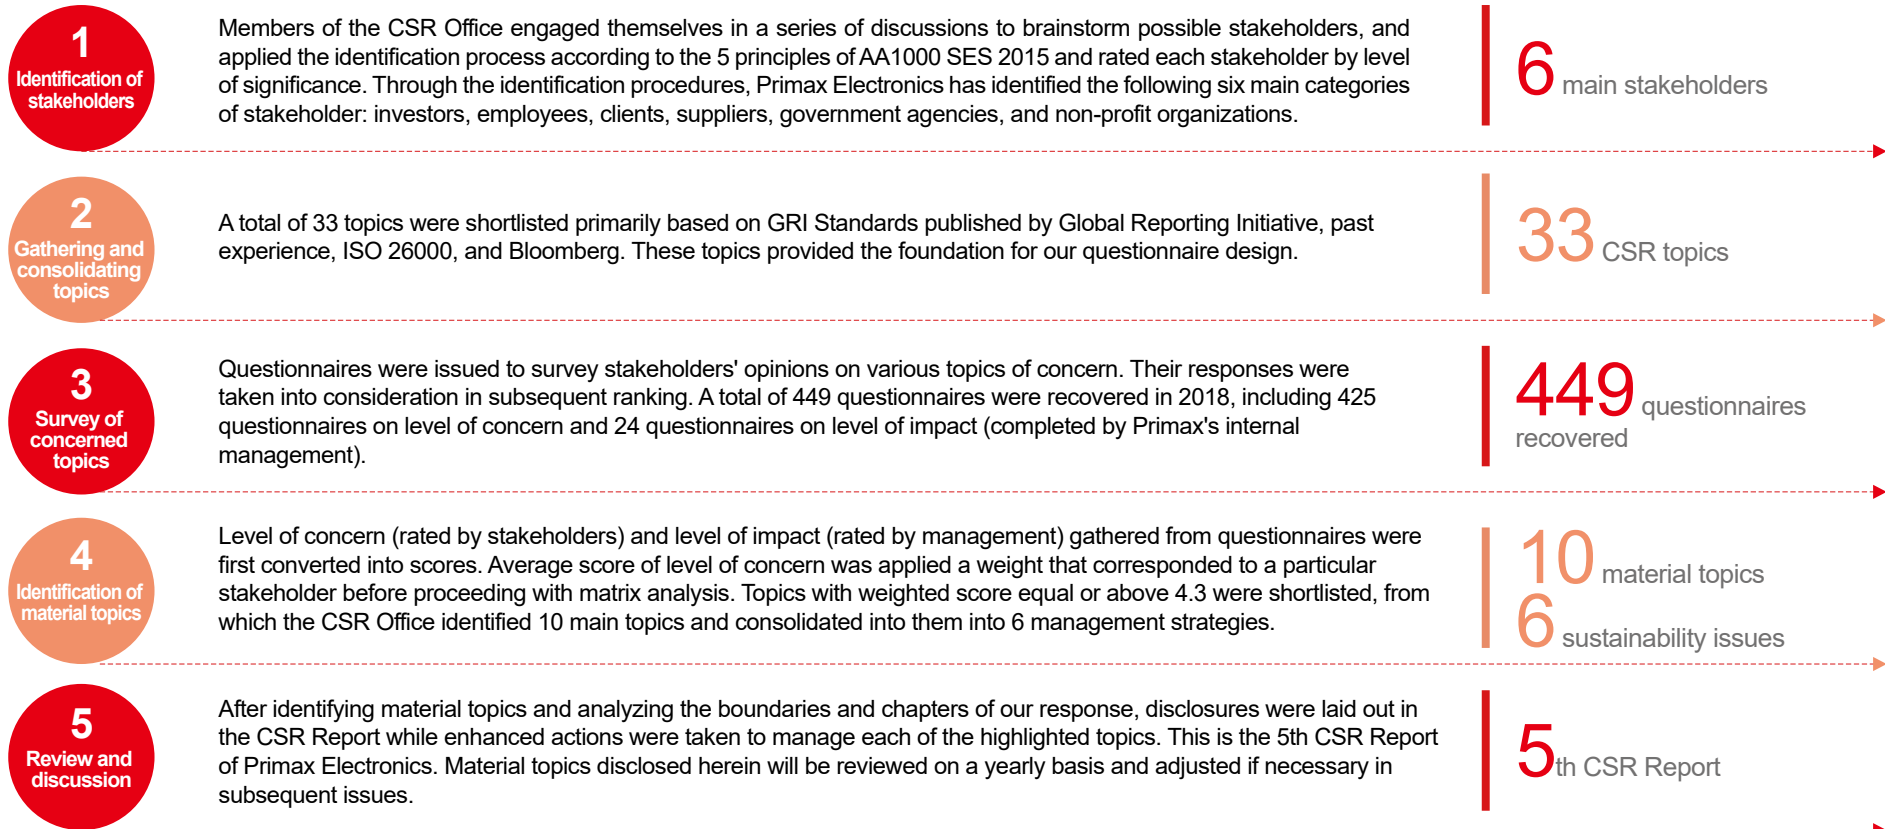 1
Identification of
stakeholders
Members of the CSR Office engaged themselves in a series of discussions to brainstorm possible stakeholders, and
applied the identification process according to the 5 principles of AA1000 SES 2015 and rated each stakeholder by level
of significance. Through the identification procedures, Primax Electronics has identified the following six main categories
of stakeholder: investors, employees, clients, suppliers, government agencies, and non-profit organizations.
6 main stakeholders
2
Gathering and
consolidating
topics
A total of 33 topics were shortlisted primarily based on GRI Standards published by Global Reporting Initiative, past
experience, ISO 26000, and Bloomberg. These topics provided the foundation for our questionnaire design.
33 CSR topics
3
Survey of
concerned
topics
Questionnaires were issued to survey stakeholders' opinions on various topics of concern. Their responses were
taken into consideration in subsequent ranking. A total of 449 questionnaires were recovered in 2018, including 425
questionnaires on level of concern and 24 questionnaires on level of impact (completed by Primax's internal
management).
449 questionnaires
recovered
4
Identification of
material topics
Level of concern (rated by stakeholders) and level of impact (rated by management) gathered from questionnaires were
first converted into scores. Average score of level of concern was applied a weight that corresponded to a particular
stakeholder before proceeding with matrix analysis. Topics with weighted score equal or above 4.3 were shortlisted, from
which the CSR Office identified 10 main topics and consolidated into them into 6 management strategies.
10 material topics
6 sustainability issues
5
Review and
discussion
After identifying material topics and analyzing the boundaries and chapters of our response, disclosures were laid out in
the CSR Report while enhanced actions were taken to manage each of the highlighted topics. This is the 5th CSR Report
of Primax Electronics. Material topics disclosed herein will be reviewed on a yearly basis and adjusted if necessary in
subsequent issues.
5th CSR Report